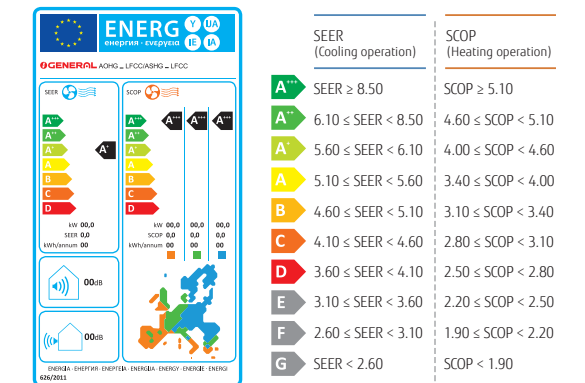 ENERG Y IJA
енергия · ενεργεια IE IA
GENERAL AOHG _ LFCC/ASHG _ LFCC
SEER SCOP
A+++ A+++
A++ A++
A+ A+
A A
B B
C C
D D
A+ A+++ A+++ A+++
kW 00,0 kW 00,0 00,0 00,0
SEER 0,0 SCOP 0,0 0,0 0,0
kWh/annum 00 kWh/annum 00 00 00
00dB
00dB
ENERGIA · ЕНЕРГИЯ · ΕΝΕΡΓΕΙΑ · ENERGIJA · ENERGY · ENERGIE · ENERGI
626/2011
SEER SCOP
(Cooling operation) (Heating operation)
A+++ SEER ≥ 8.50 SCOP ≥ 5.10
A++ 6.10 ≤ SEER < 8.50 4.60 ≤ SCOP < 5.10
A+ 5.60 ≤ SEER < 6.10 4.00 ≤ SCOP < 4.60
A 5.10 ≤ SEER < 5.60 3.40 ≤ SCOP < 4.00
B 4.60 ≤ SEER < 5.10 3.10 ≤ SCOP < 3.40
C 4.10 ≤ SEER < 4.60 2.80 ≤ SCOP < 3.10
D 3.60 ≤ SEER < 4.10 2.50 ≤ SCOP < 2.80
E 3.10 ≤ SEER < 3.60 2.20 ≤ SCOP < 2.50
F 2.60 ≤ SEER < 3.10 1.90 ≤ SCOP < 2.20
G SEER < 2.60 SCOP < 1.90